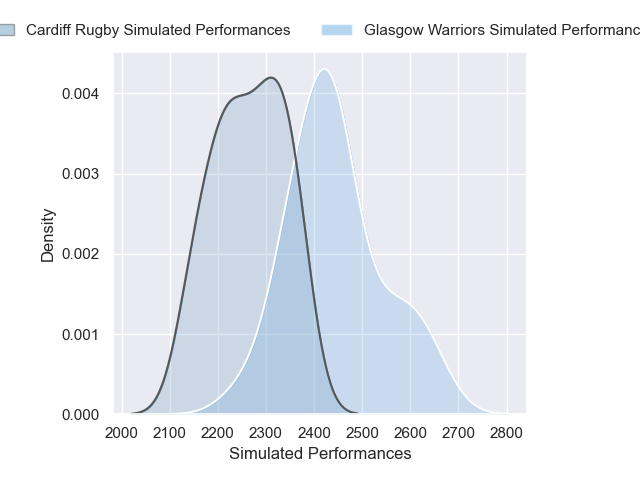 Cardiff Rugby Simulated Performances Glasgow Warriors Simulated
0.004
0.003
0.002
0.001
0.000
Density
2000 2100 2200 2300 2400 2500 2600 2700 2800
Simulated Performances